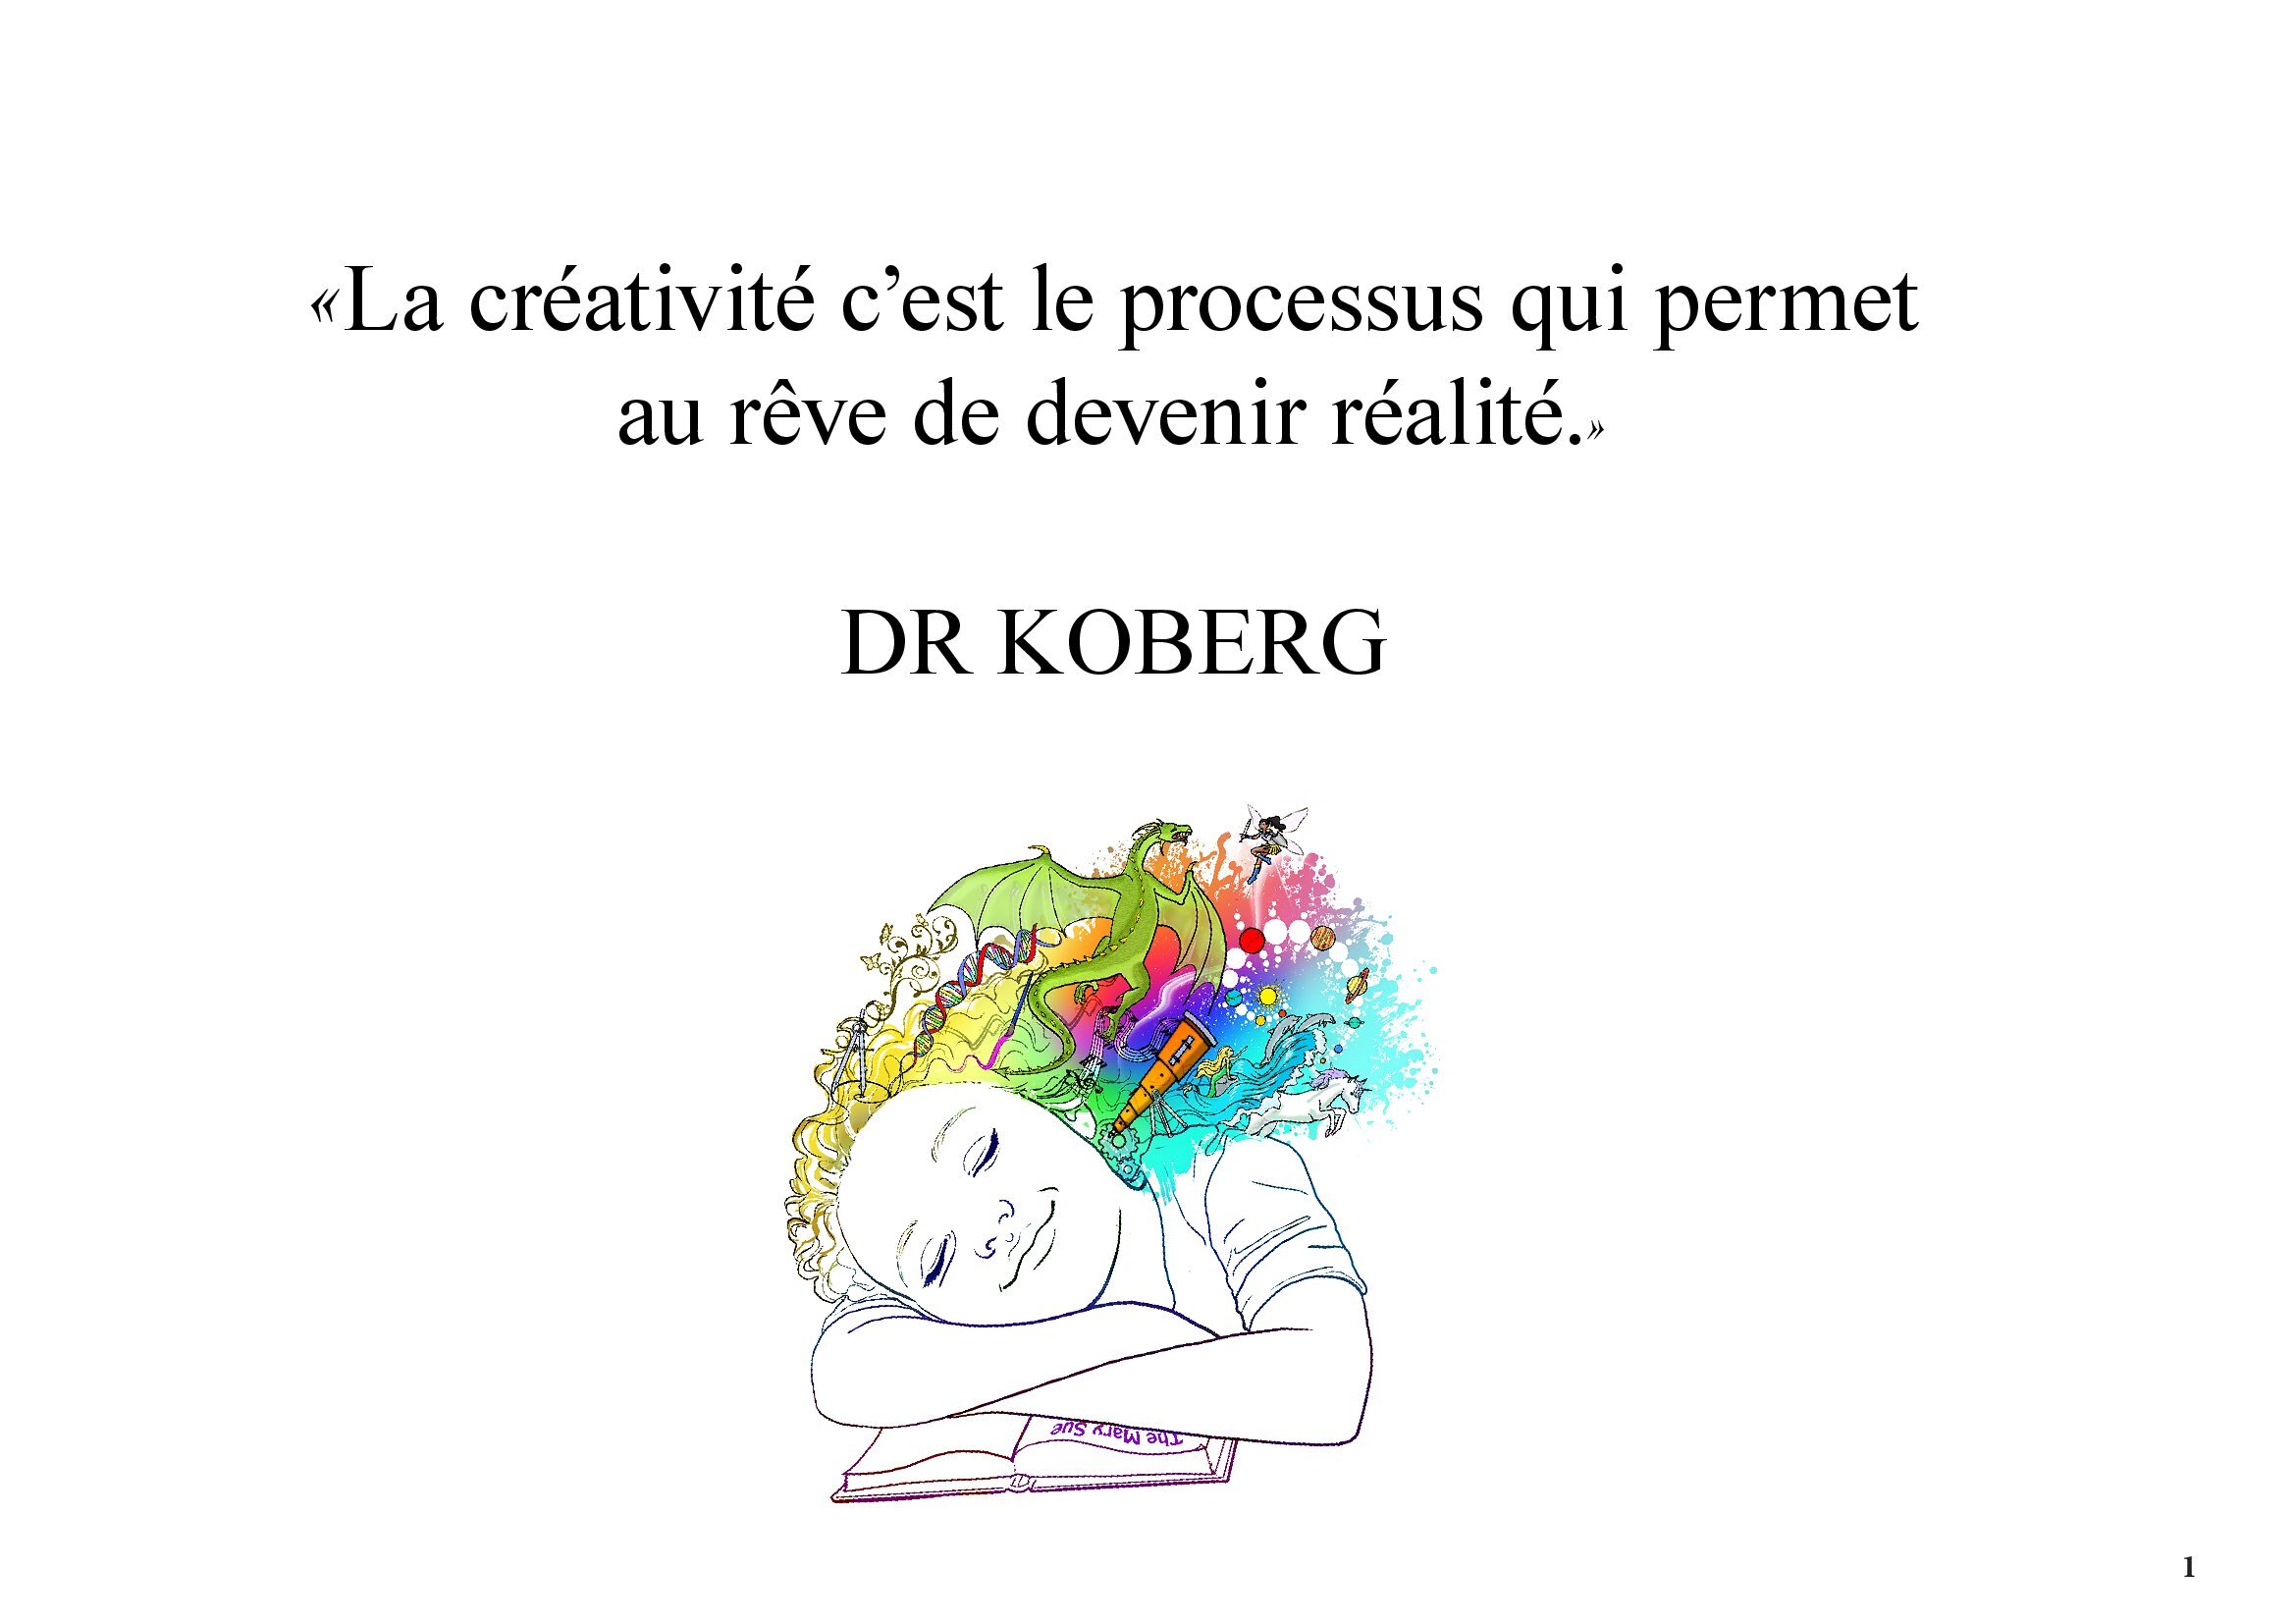 «La créativité c’est le processus qui permet
au rêve de devenir réalité.»
DR KOBERG
The Mary Sue
1